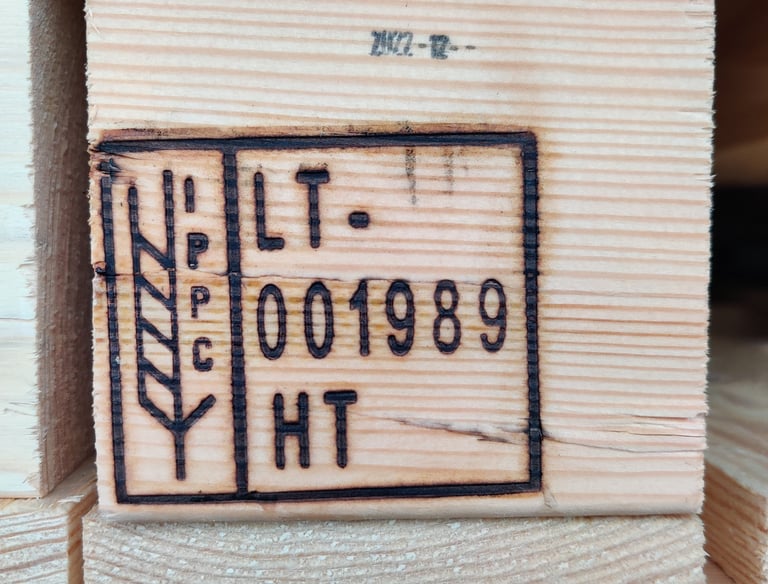 2022-12--
IPPC
LT-
001989
HT